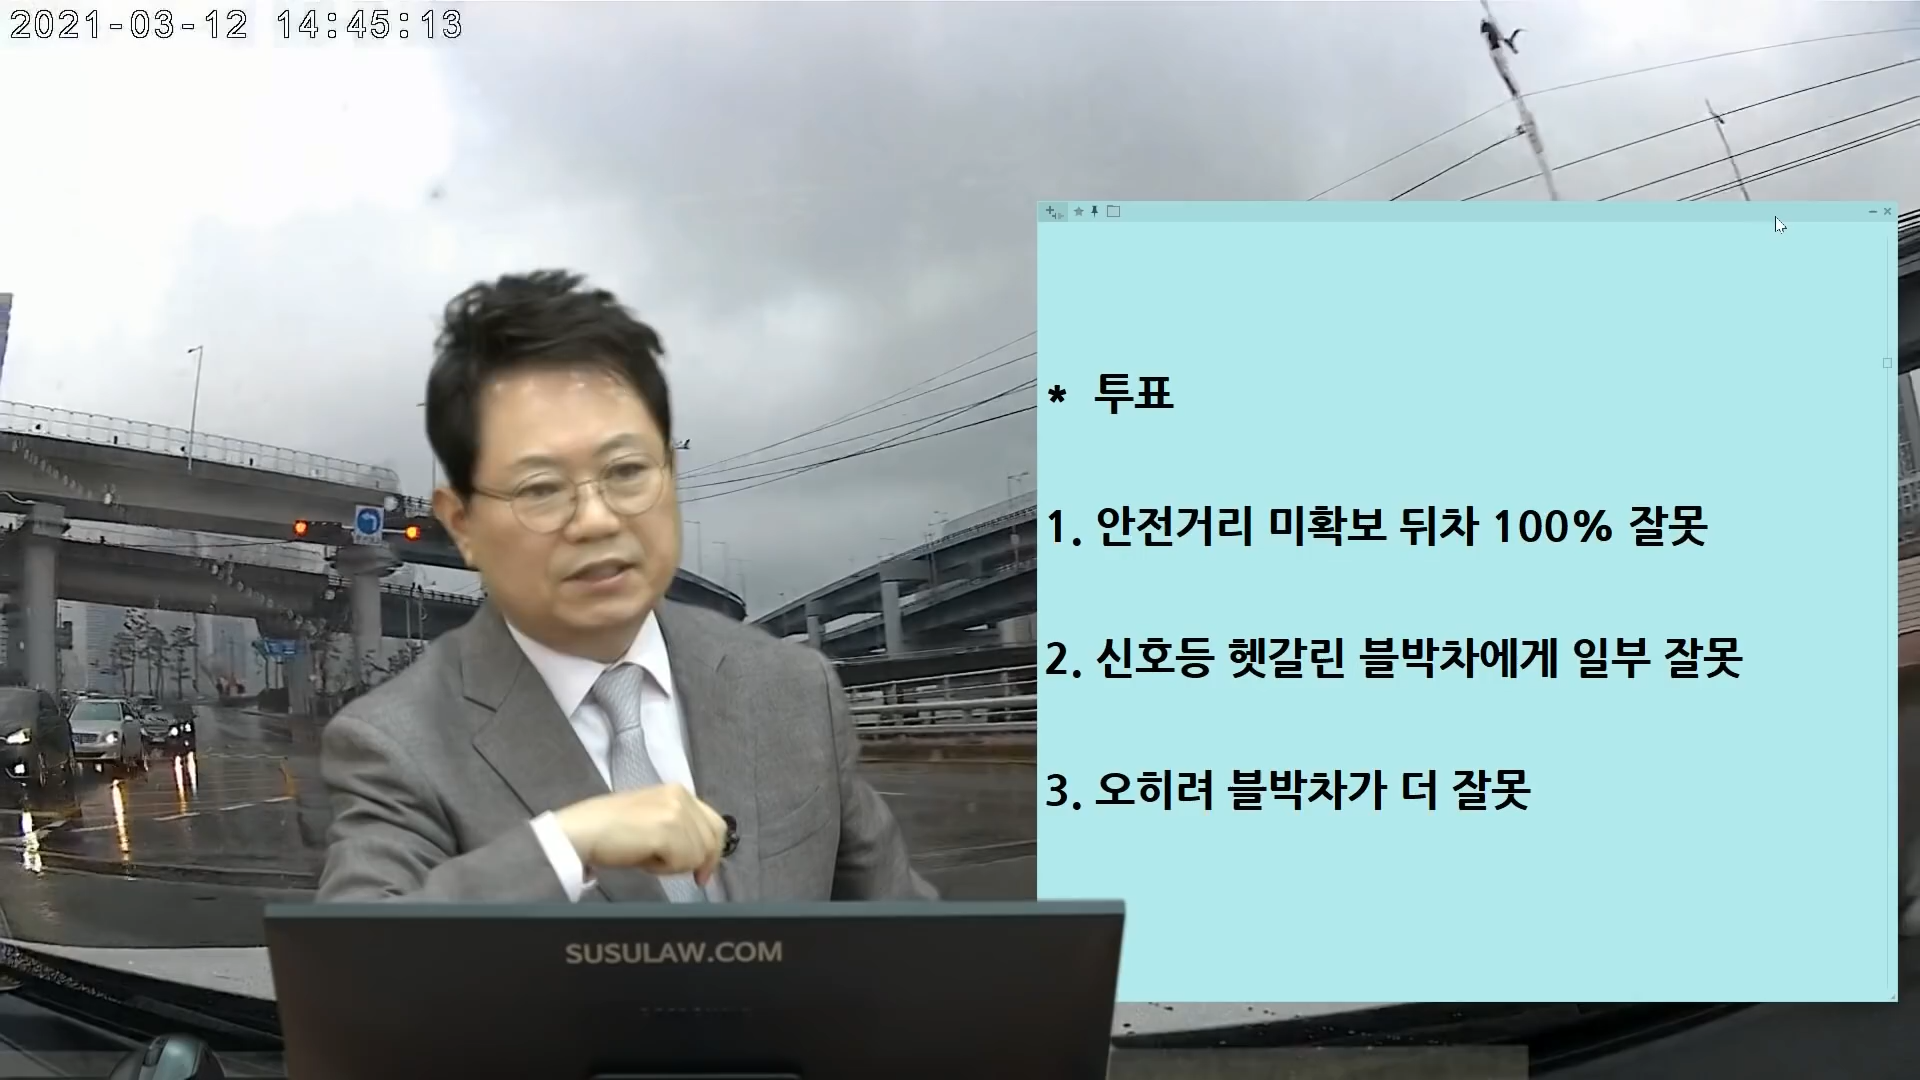 2021-03-12 14:45:13
* 투표
1. 안전거리 미확보 뒤차 100% 잘못
2. 신호등 헷갈린 블박차에게 일부 잘못
3. 오히려 블박차가 더 잘못
SUSULAW.COM